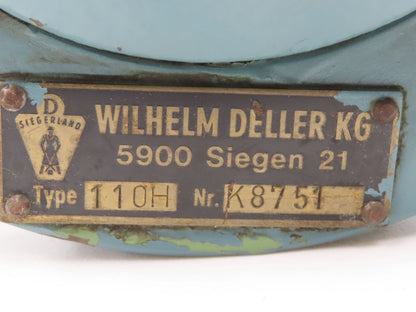 D
SIEGERLAND
WILHELM DELLER KG
5900 Siegen 21
Type 110H Nr. K8751